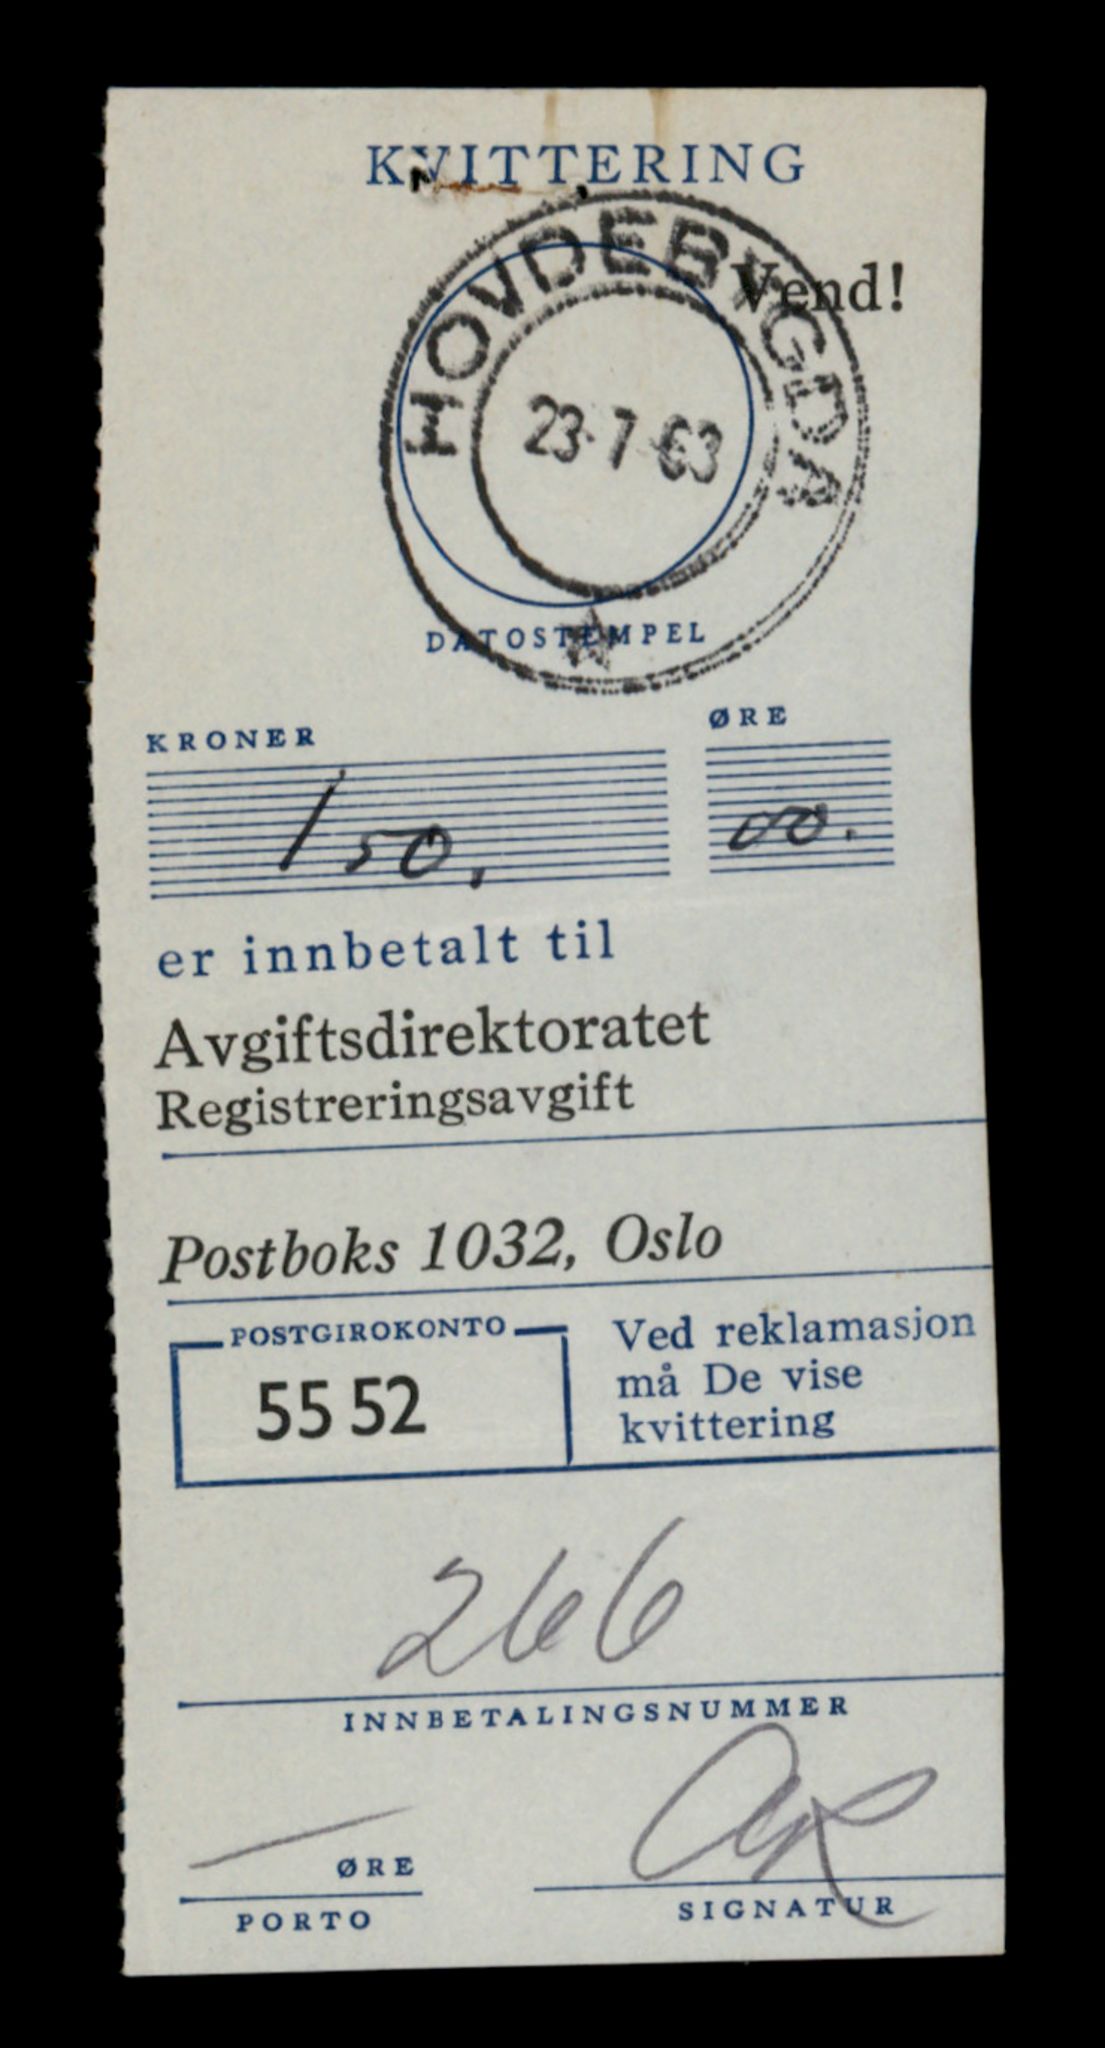 KVITTERING
Vend!
HOVDEBYGDA
23·7·63
DATOSTEMPEL
KRONER ØRE
150, 00.
er innbetalt til
Avgiftsdirektoratet
Registreringsavgift
Postboks 1032, Oslo
POSTGIROKONTO
55 52
Ved reklamasjon
må De vise
kvittering
266
INNBETALINGSNUMMER
ØRE
PORTO
SIGNATUR